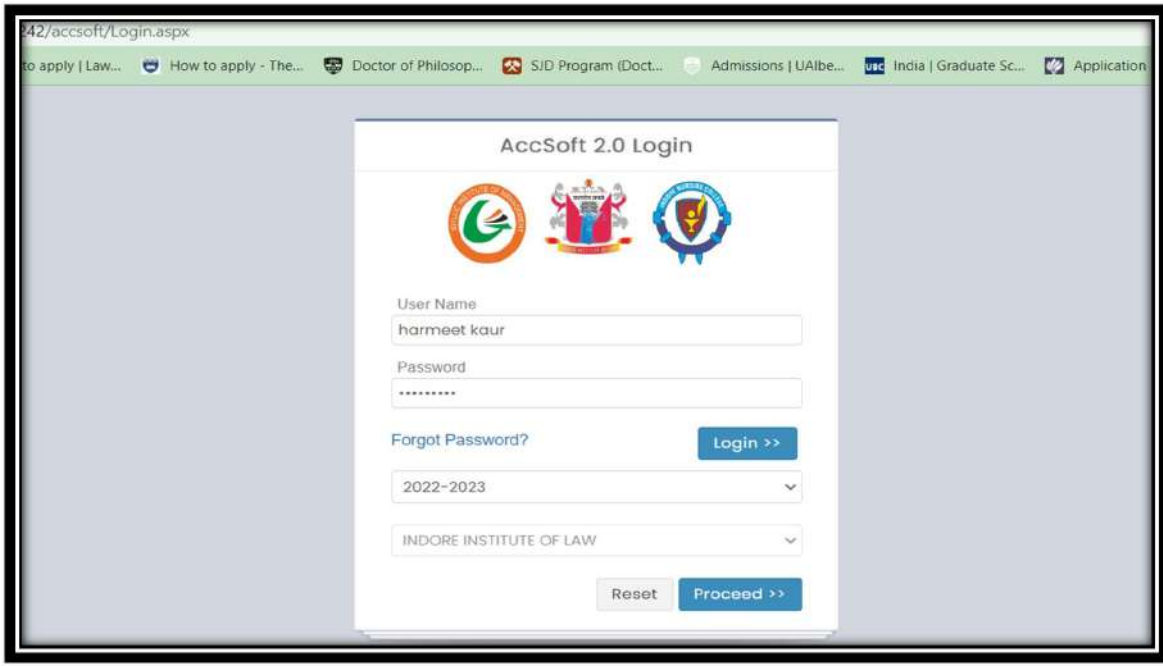 242/accsoft/Login.aspx
to apply | Law... How to apply - The... Doctor of Philosop... SJD Program (Doct... Admissions | UAlbe... UBC India | Graduate Sc... Application
AccSoft 2.0 Login
User Name
harmeet kaur
Password
•••••••••
Forgot Password?
Login >>
2022-2023
INDORE INSTITUTE OF LAW
Reset Proceed >>